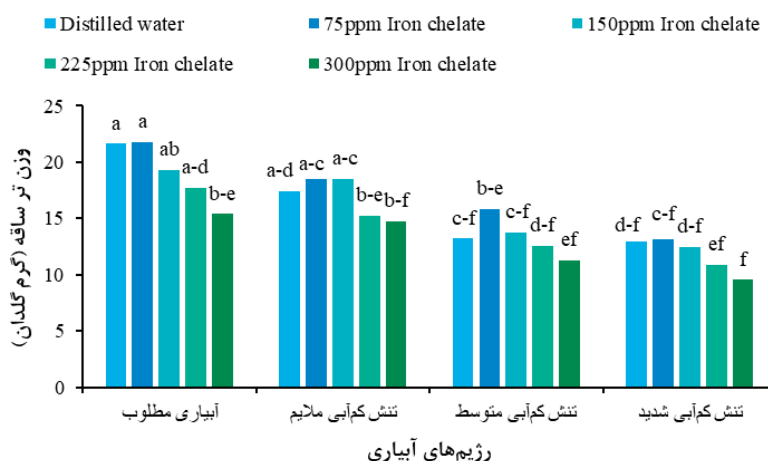 Distilled water 75ppm Iron chelate 150ppm Iron chelate
225ppm Iron chelate 300ppm Iron chelate
وزن تر ساقه (گرم گلدان)
25
20
15
10
5
0
a a ab a-d b-e
a-d a-c a-c b-e b-f
c-f b-e c-f d-f ef
d-f c-f d-f ef f
آبیاری مطلوب تنش کم‌آبی ملایم تنش کم‌آبی متوسط تنش کم‌آبی شدید
رژیم‌های آبیاری